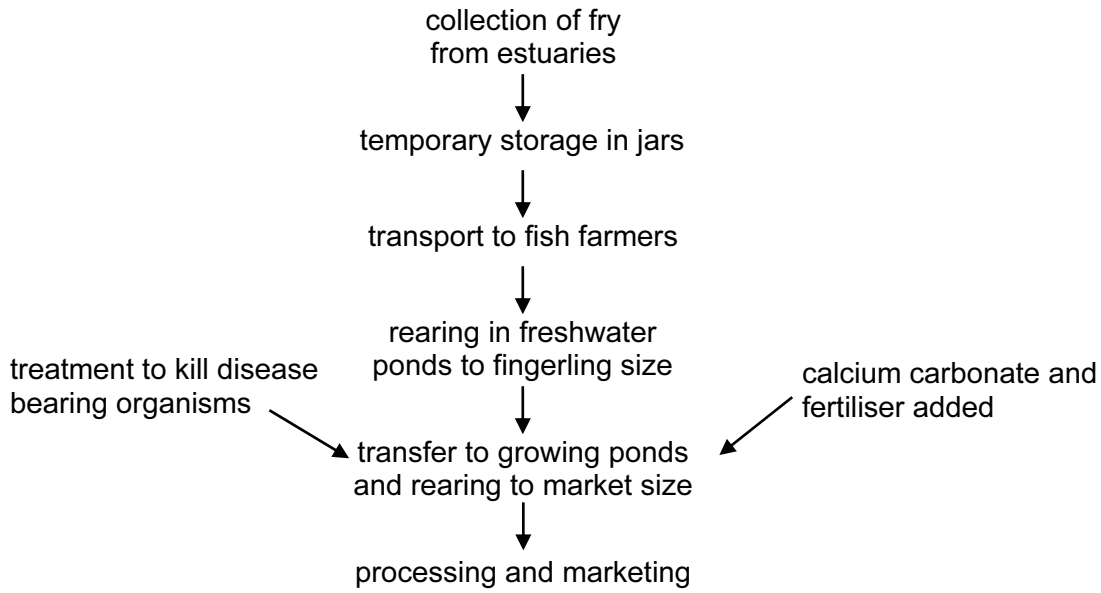 collection of fry
from estuaries
temporary storage in jars
transport to fish farmers
rearing in freshwater
ponds to fingerling size
treatment to kill disease
bearing organisms
calcium carbonate and
fertiliser added
transfer to growing ponds
and rearing to market size
processing and marketing